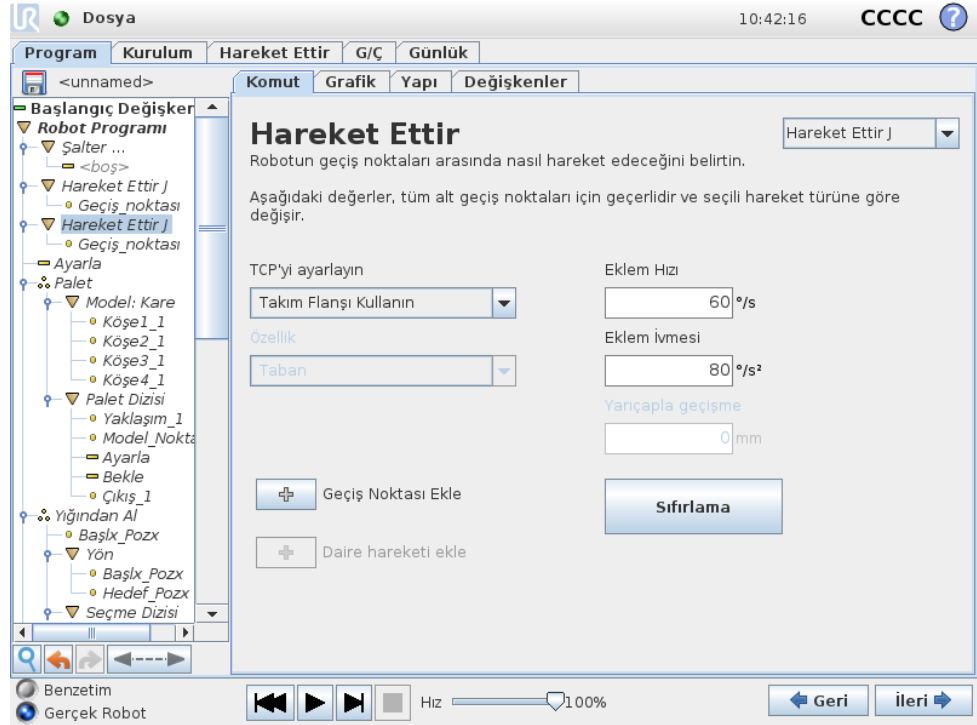 UR Dosya 10:42:16 CCCC ?
Program Kurulum Hareket Ettir G/Ç Günlük
<unnamed>
Komut Grafik Yapı Değişkenler
Başlangıç Değişker
Robot Programı
Şalter ...
<boş>
Hareket Ettir J
Geçiş_noktası
Hareket Ettir J
Geçiş_noktası
Ayarla
Palet
Model: Kare
Köşe1_1
Köşe2_1
Köşe3_1
Köşe4_1
Palet Dizisi
Yaklaşım_1
Model_Nokta
Ayarla
Bekle
Çıkış_1
Yığından Al
Başlx_Pozx
Yön
Başlx_Pozx
Hedef_Pozx
Seçme Dizisi
Hareket Ettir
Hareket Ettir J
Robotun geçiş noktaları arasında nasıl hareket edeceğini belirtin.
Aşağıdaki değerler, tüm alt geçiş noktaları için geçerlidir ve seçili hareket türüne göre
değişir.
TCP'yi ayarlayın
Takım Flanşı Kullanın
Özellik
Taban
Eklem Hızı
60 °/s
Eklem İvmesi
80 °/s²
Yarıçapla geçişme
0 mm
Geçiş Noktası Ekle
Daire hareketi ekle
Sıfırlama
Benzetim
Gerçek Robot
Hız 100%
Geri İleri